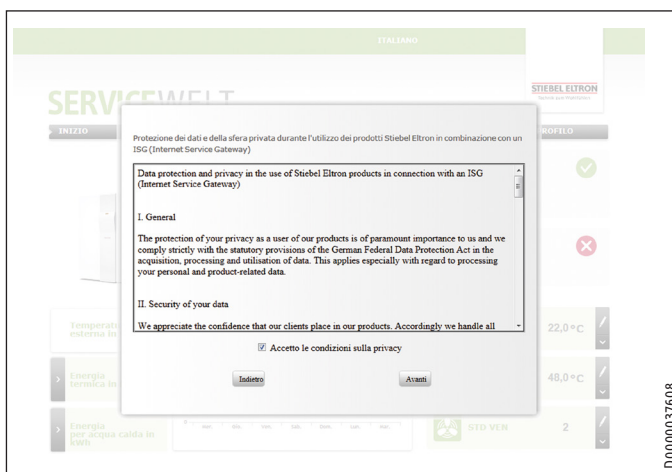 ITALIANO
SERVICEWELT
STIEBEL ELTRON
INIZIO
PROFILO
Protezione dei dati e della sfera privata durante l'utilizzo dei prodotti Stiebel Eltron in combinazione con un
ISG (Internet Service Gateway)
Data protection and privacy in the use of Stiebel Eltron products in connection with an ISG
(Internet Service Gateway)
I. General
The protection of your privacy as a user of our products is of paramount importance to us and we
comply strictly with the statutory provisions of the German Federal Data Protection Act in the
acquisition, processing and utilisation of data. This applies especially with regard to processing
your personal and product-related data.
II. Security of your data
We appreciate the confidence that our clients place in our products. Accordingly we handle all
Accetto le condizioni sulla privacy
Indietro
Avanti
esterna in
22,0°C
Energia
termica in
48,0°C
Energia
per acqua calda in
kWh
STD VEN
2
D0000037608